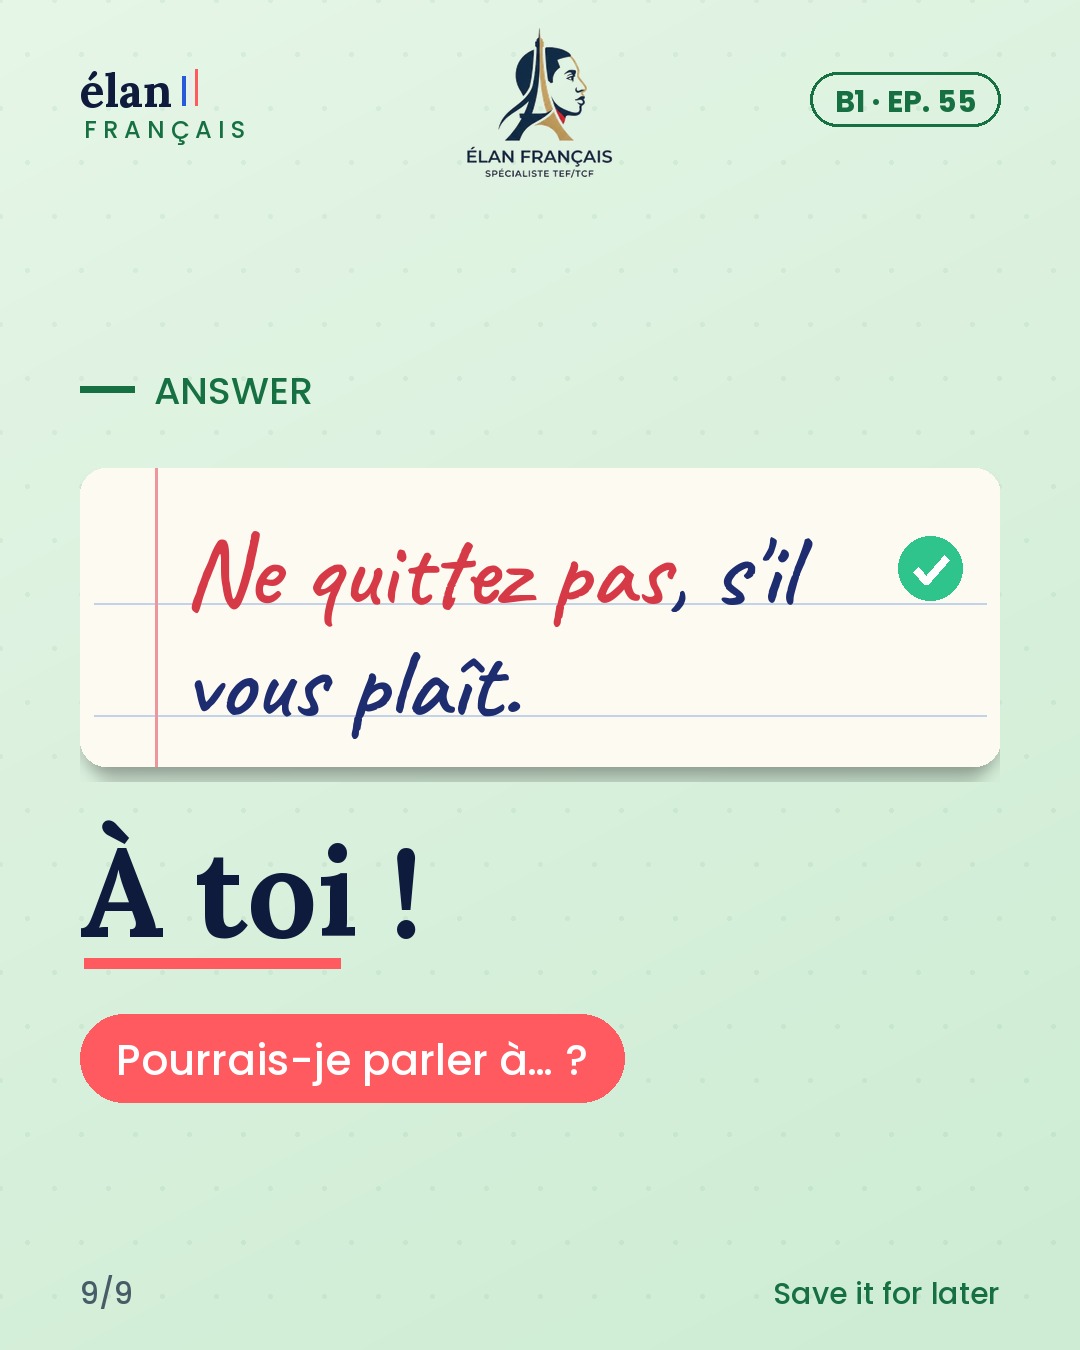 élan
FRANÇAIS
ÉLAN FRANÇAIS
SPÉCIALISTE TEF/TCF
B1 · EP. 55
ANSWER
Ne quittez pas, s'il
vous plaît.
À toi !
Pourrais-je parler à... ?
9/9
Save it for later